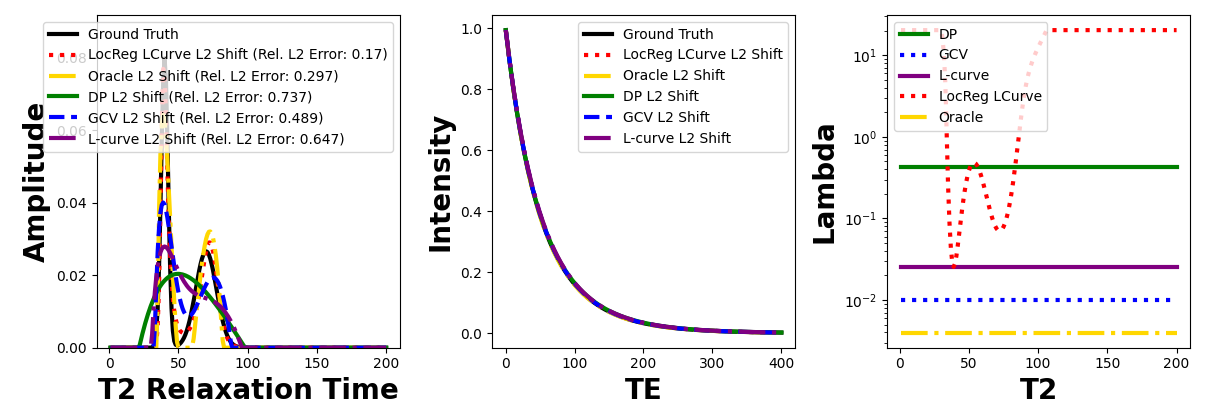 Ground Truth
LocReg LCurve L2 Shift (Rel. L2 Error: 0.17)
Oracle L2 Shift (Rel. L2 Error: 0.297)
DP L2 Shift (Rel. L2 Error: 0.737)
GCV L2 Shift (Rel. L2 Error: 0.489)
L-curve L2 Shift (Rel. L2 Error: 0.647)
Amplitude
0.08
0.06
0.04
0.02
0.00
0
50
100
150
200
T2 Relaxation Time
Ground Truth
LocReg LCurve L2 Shift
Oracle L2 Shift
DP L2 Shift
GCV L2 Shift
L-curve L2 Shift
Intensity
1.0
0.8
0.6
0.4
0.2
0.0
0
100
200
300
400
TE
DP
GCV
L-curve
LocReg LCurve
Oracle
Lambda
10¹
10⁰
10⁻¹
10⁻²
0
50
100
150
200
T2